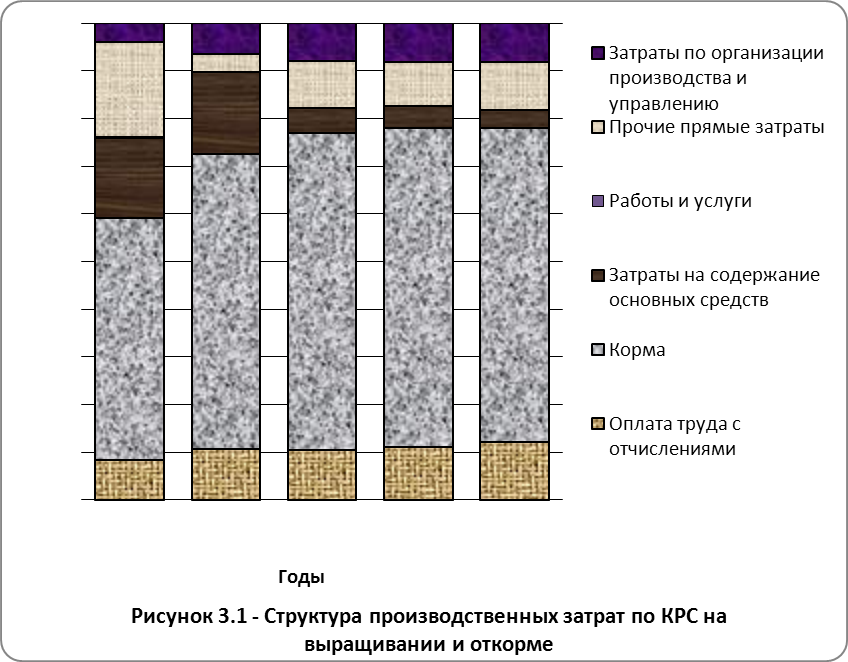 Затраты по организации
производства и
управлению
Прочие прямые затраты
Работы и услуги
Затраты на содержание
основных средств
Корма
Оплата труда с
отчислениями
Годы
Рисунок 3.1 - Структура производственных затрат по КРС на
выращивании и откорме